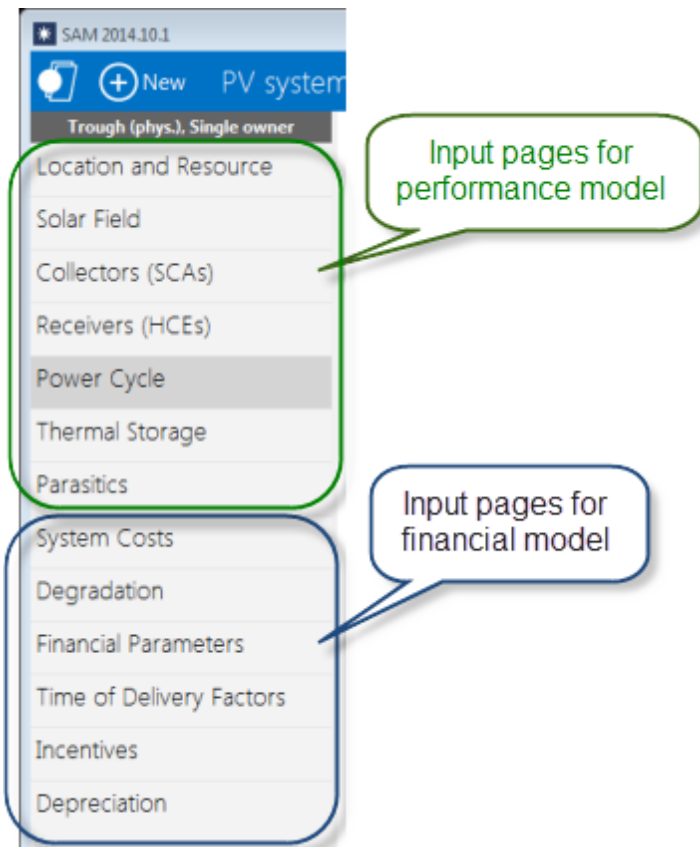 SAM 2014.10.1
New PV system
Trough (phys.), Single owner
Location and Resource
Solar Field
Collectors (SCAs)
Receivers (HCEs)
Power Cycle
Thermal Storage
Parasitics
System Costs
Degradation
Financial Parameters
Time of Delivery Factors
Incentives
Depreciation
Input pages for
performance model
Input pages for
financial model